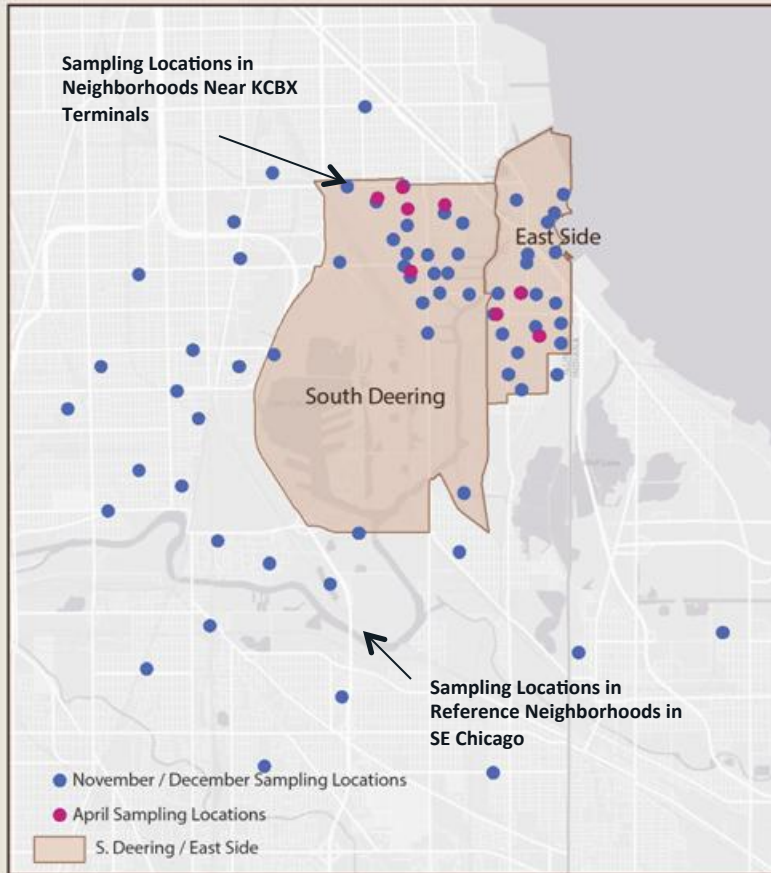 Sampling Locations in
Neighborhoods Near KCBX
Terminals
East Side
South Deering
INDIANA
Sampling Locations in
Reference Neighborhoods in
SE Chicago
November / December Sampling Locations
April Sampling Locations
S. Deering / East Side